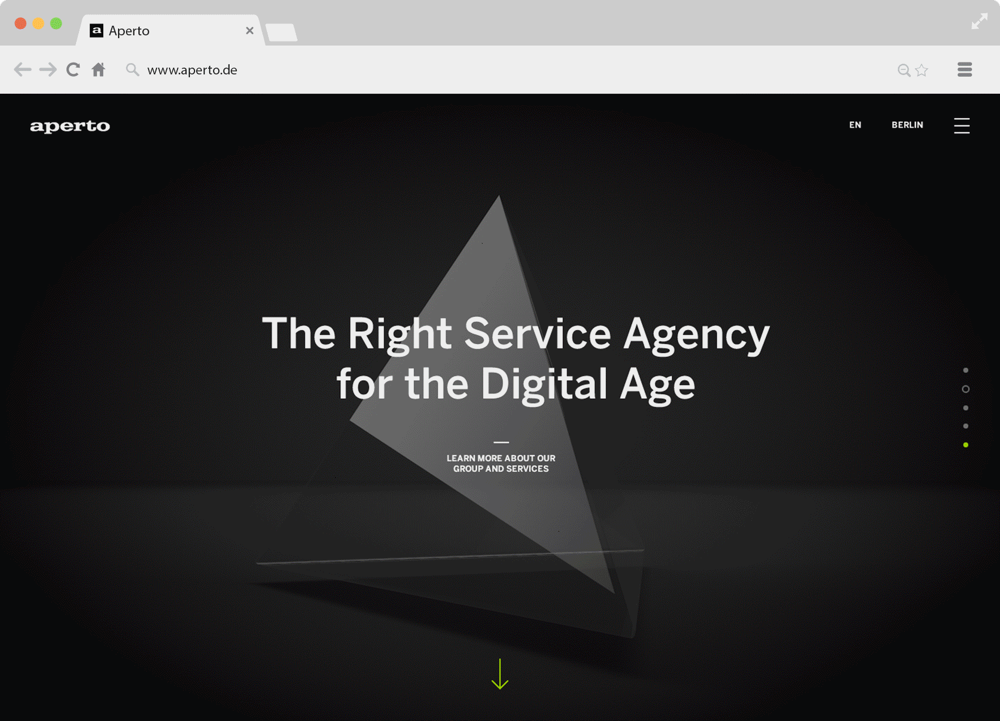 a Aperto
www.aperto.de
aperto
EN BERLIN
The Right Service Agency
for the Digital Age
LEARN MORE ABOUT OUR
GROUP AND SERVICES